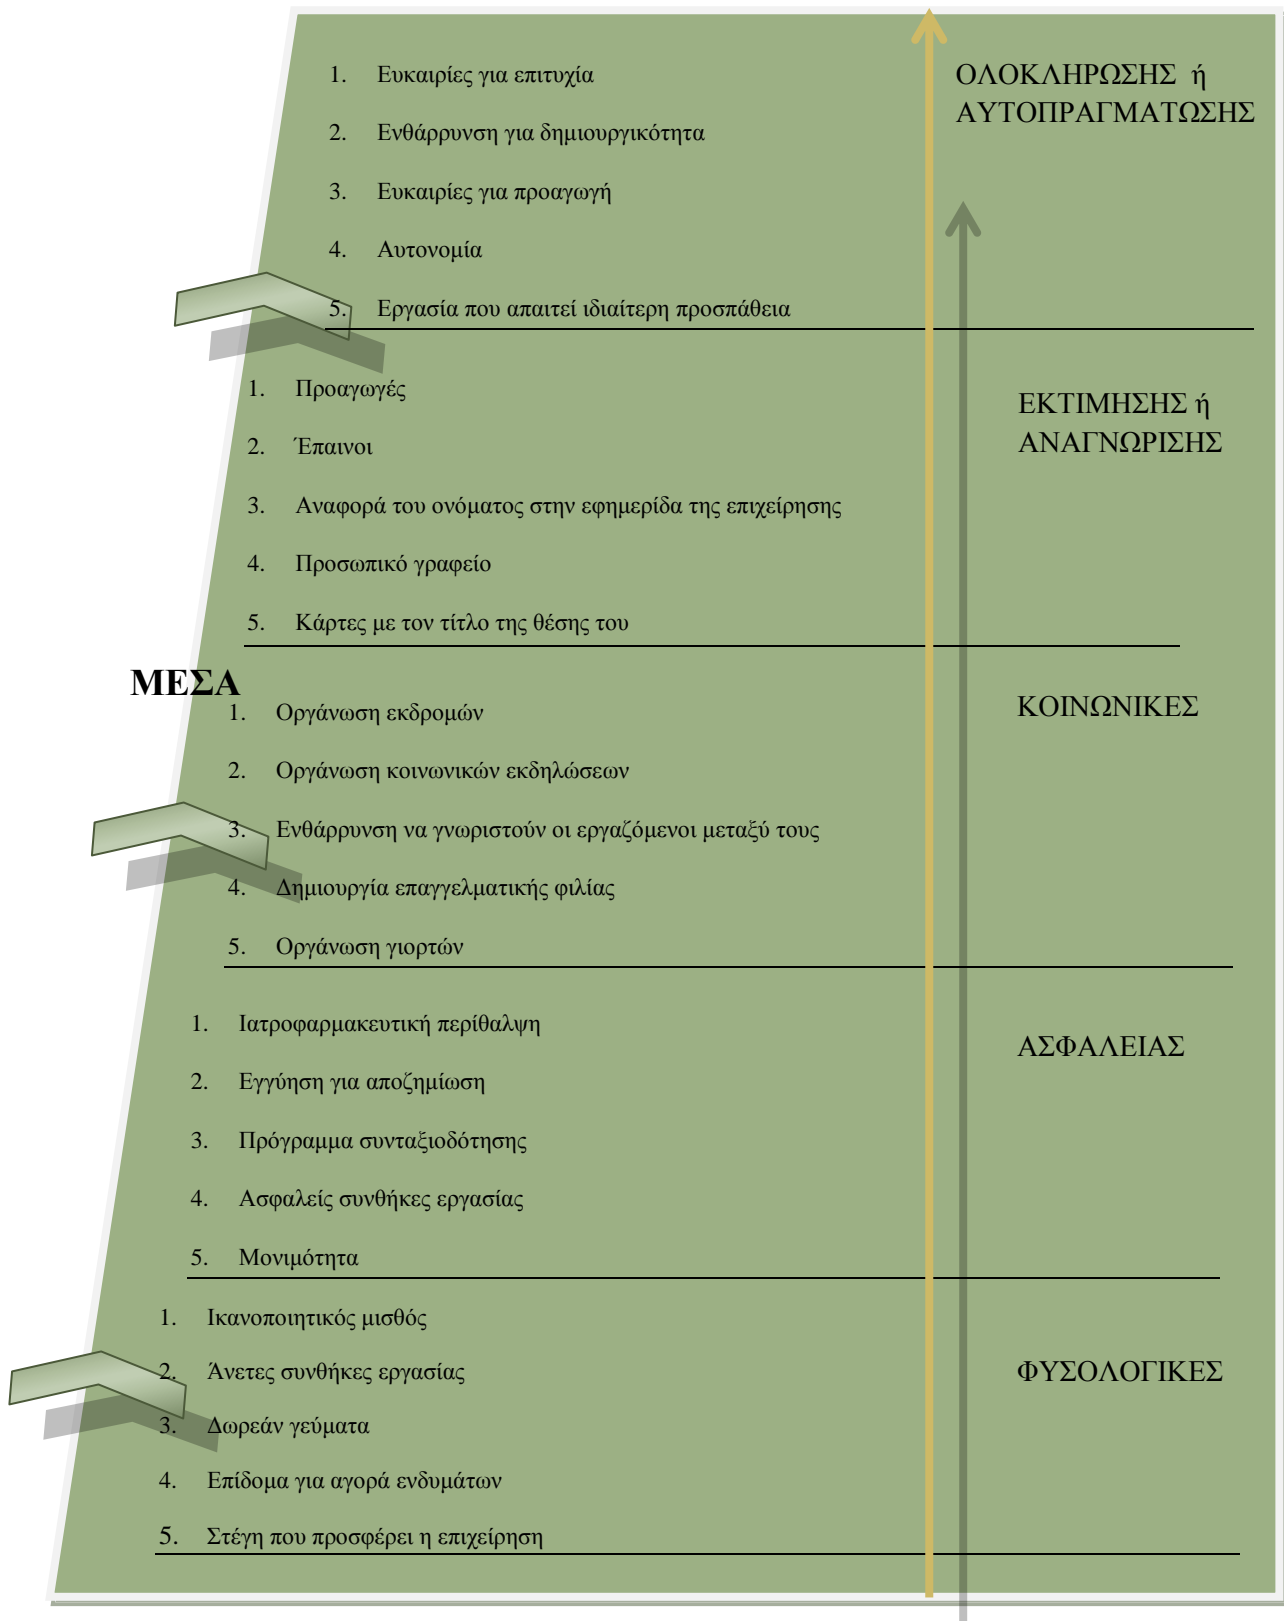 1. Ευκαιρίες για επιτυχία
2. Ενθάρρυνση για δημιουργικότητα
3. Ευκαιρίες για προαγωγή
4. Αυτονομία
5. Εργασία που απαιτεί ιδιαίτερη προσπάθεια
ΟΛΟΚΛΗΡΩΣΗΣ ή
ΑΥΤΟΠΡΑΓΜΑΤΩΣΗΣ
1. Προαγωγές
2. Έπαινοι
3. Αναφορά του ονόματος στην εφημερίδα της επιχείρησης
4. Προσωπικό γραφείο
5. Κάρτες με τον τίτλο της θέσης του
ΕΚΤΙΜΗΣΗΣ ή
ΑΝΑΓΝΩΡΙΣΗΣ
ΜΕΣΑ
1. Οργάνωση εκδρομών
2. Οργάνωση κοινωνικών εκδηλώσεων
3. Ενθάρρυνση να γνωριστούν οι εργαζόμενοι μεταξύ τους
4. Δημιουργία επαγγελματικής φιλίας
5. Οργάνωση γιορτών
ΚΟΙΝΩΝΙΚΕΣ
1. Ιατροφαρμακευτική περίθαλψη
2. Εγγύηση για αποζημίωση
3. Πρόγραμμα συνταξιοδότησης
4. Ασφαλείς συνθήκες εργασίας
5. Μονιμότητα
ΑΣΦΑΛΕΙΑΣ
1. Ικανοποιητικός μισθός
2. Άνετες συνθήκες εργασίας
3. Δωρεάν γεύματα
4. Επίδομα για αγορά ενδυμάτων
5. Στέγη που προσφέρει η επιχείρηση
ΦΥΣΟΛΟΓΙΚΕΣ